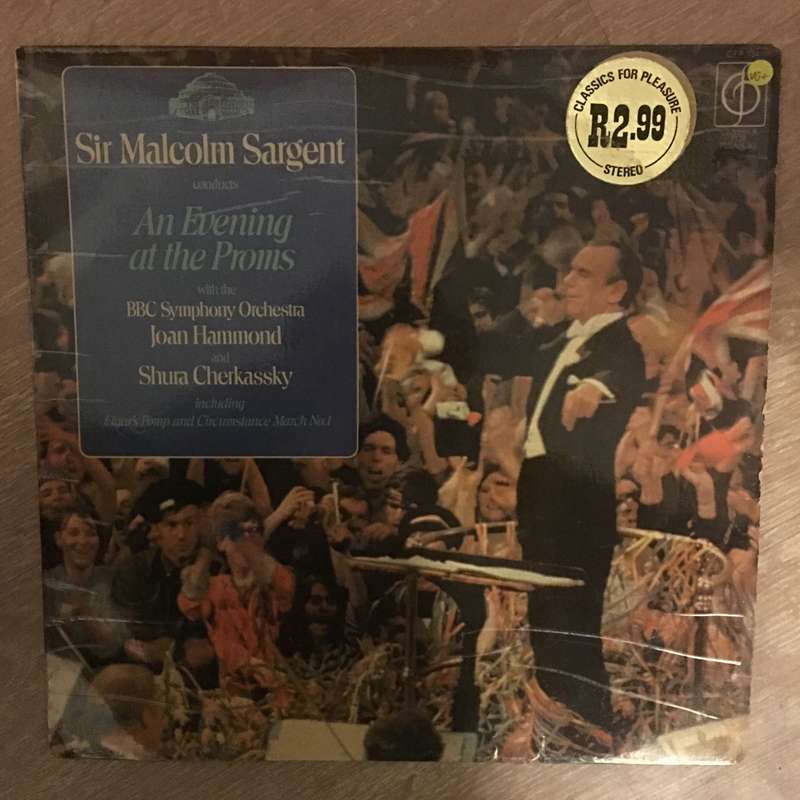 Sir Malcolm Sargent
conducts
An Evening
at the Proms
with the
BBC Symphony Orchestra
Joan Hammond
and
Shura Cherkassky
including
Elgar's Pomp and Circumstance March No.1
CLASSICS FOR PLEASURE
R2.99
STEREO
VG+